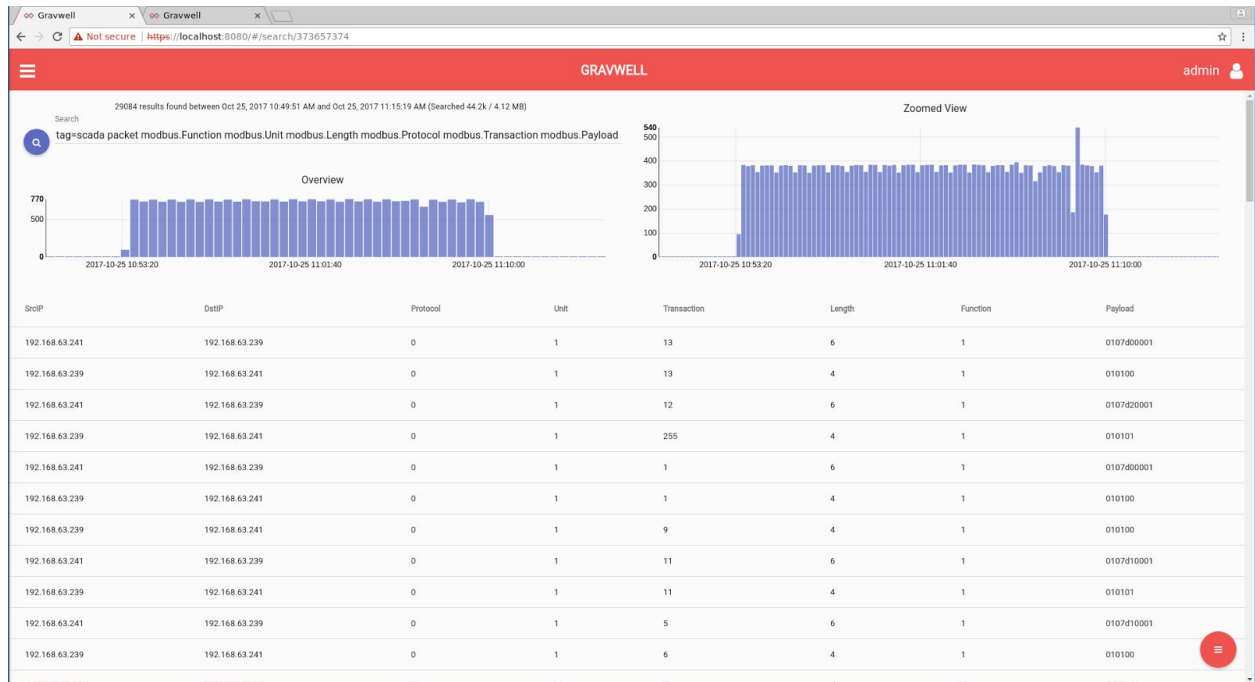 Gravwell
Gravwell
Not secure | https://localhost:8080/#/search/373657374
GRAVWELL
admin
29084 results found between Oct 25, 2017 10:49:51 AM and Oct 25, 2017 11:15:19 AM (Searched 44.2k / 4.12 MB)
Search
tag=scada packet modbus.Function modbus.Unit modbus.Length modbus.Protocol modbus.Transaction modbus.Payload
Overview
770
500
0
2017-10-25 10:53:20 2017-10-25 11:01:40 2017-10-25 11:10:00
Zoomed View
540
500
400
300
200
100
0
2017-10-25 10:53:20 2017-10-25 11:01:40 2017-10-25 11:10:00
SrcIP DstIP Protocol Unit Transaction Length Function Payload
192.168.63.241 192.168.63.239 0 1 13 6 1 0107d00001
192.168.63.239 192.168.63.241 0 1 13 4 1 010100
192.168.63.241 192.168.63.239 0 1 12 6 1 0107d20001
192.168.63.239 192.168.63.241 0 1 255 4 1 010101
192.168.63.241 192.168.63.239 0 1 1 6 1 0107d00001
192.168.63.239 192.168.63.241 0 1 1 4 1 010100
192.168.63.239 192.168.63.241 0 1 9 4 1 010100
192.168.63.241 192.168.63.239 0 1 11 6 1 0107d10001
192.168.63.239 192.168.63.241 0 1 11 4 1 010101
192.168.63.241 192.168.63.239 0 1 5 6 1 0107d10001
192.168.63.239 192.168.63.241 0 1 6 4 1 010100